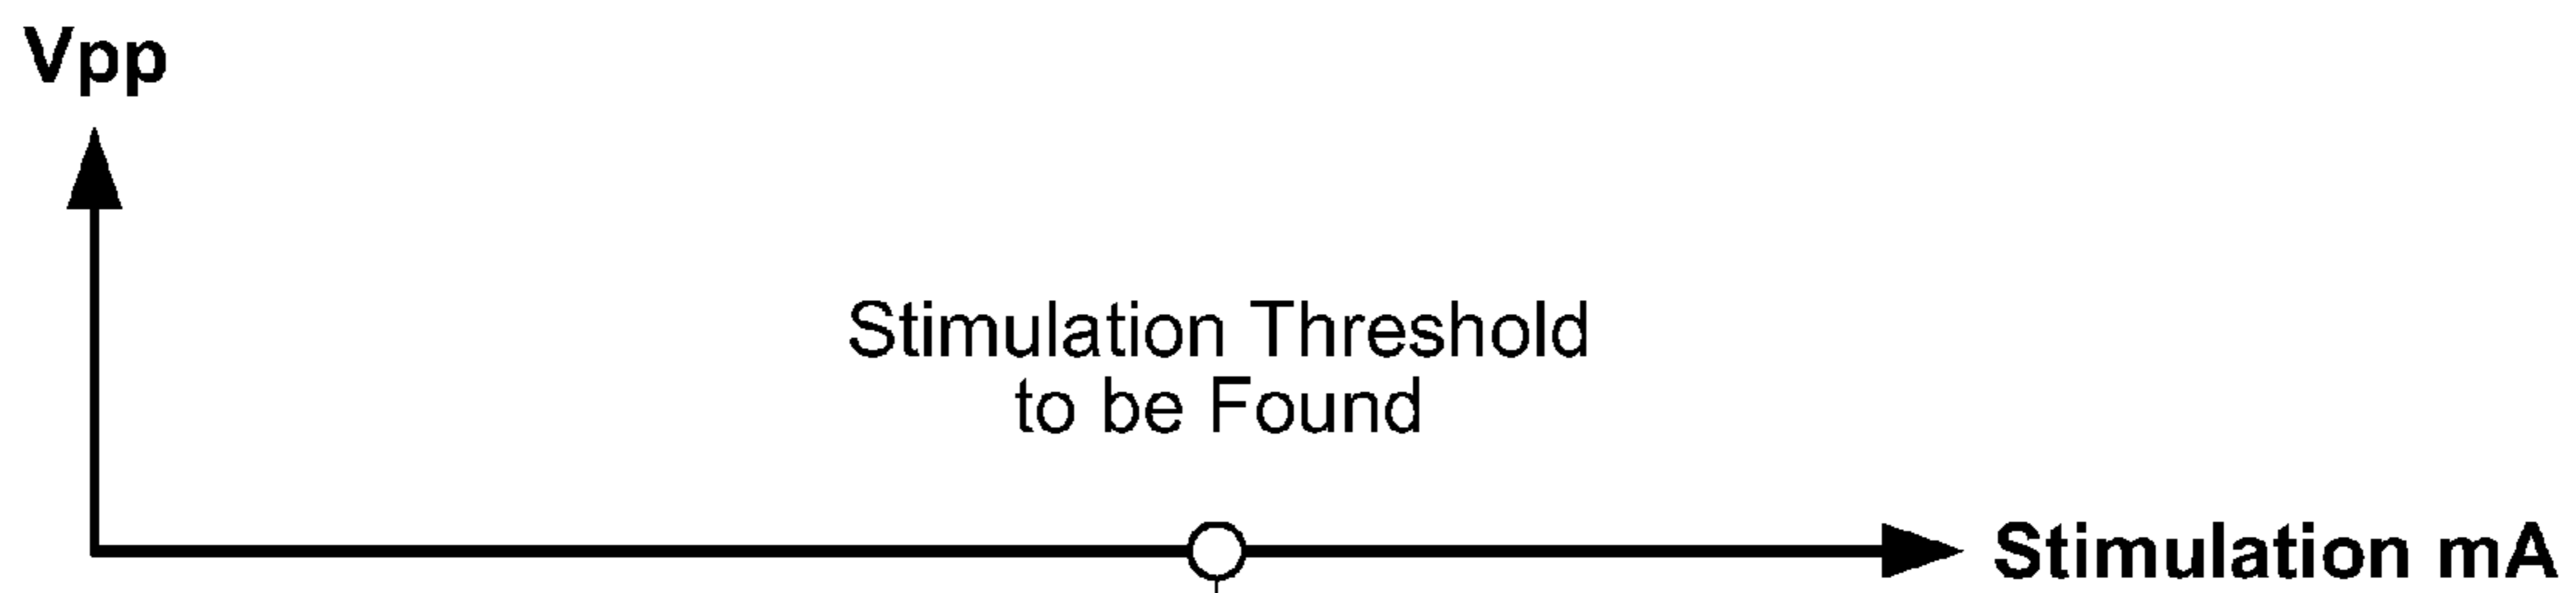 Vpp
Stimulation Threshold
to be Found
Stimulation mA